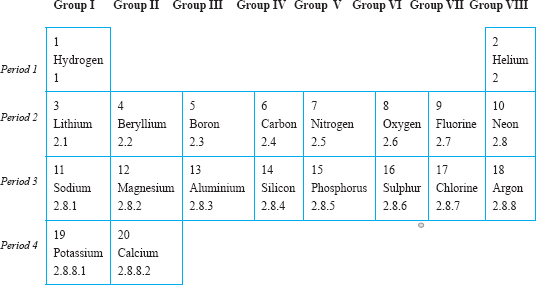 Group I Group II Group III Group IV Group V Group VI Group VII Group VIII
1 2
Hydrogen Helium
Period 1
1 2
3 4 5 6 7 8 9 10
Period 2
Lithium Beryllium Boron Carbon Nitrogen Oxygen Fluorine Neon
2.1 2.2 2.3 2.4 2.5 2.6 2.7 2.8
11 12 13 14 15 16 17 18
Period 3
Sodium Magnesium Aluminium Silicon Phosphorus Sulphur Chlorine Argon
2.8.1 2.8.2 2.8.3 2.8.4 2.8.5 2.8.6 2.8.7 2.8.8
19 20
Period 4
Potassium Calcium
2.8.8.1 2.8.8.2